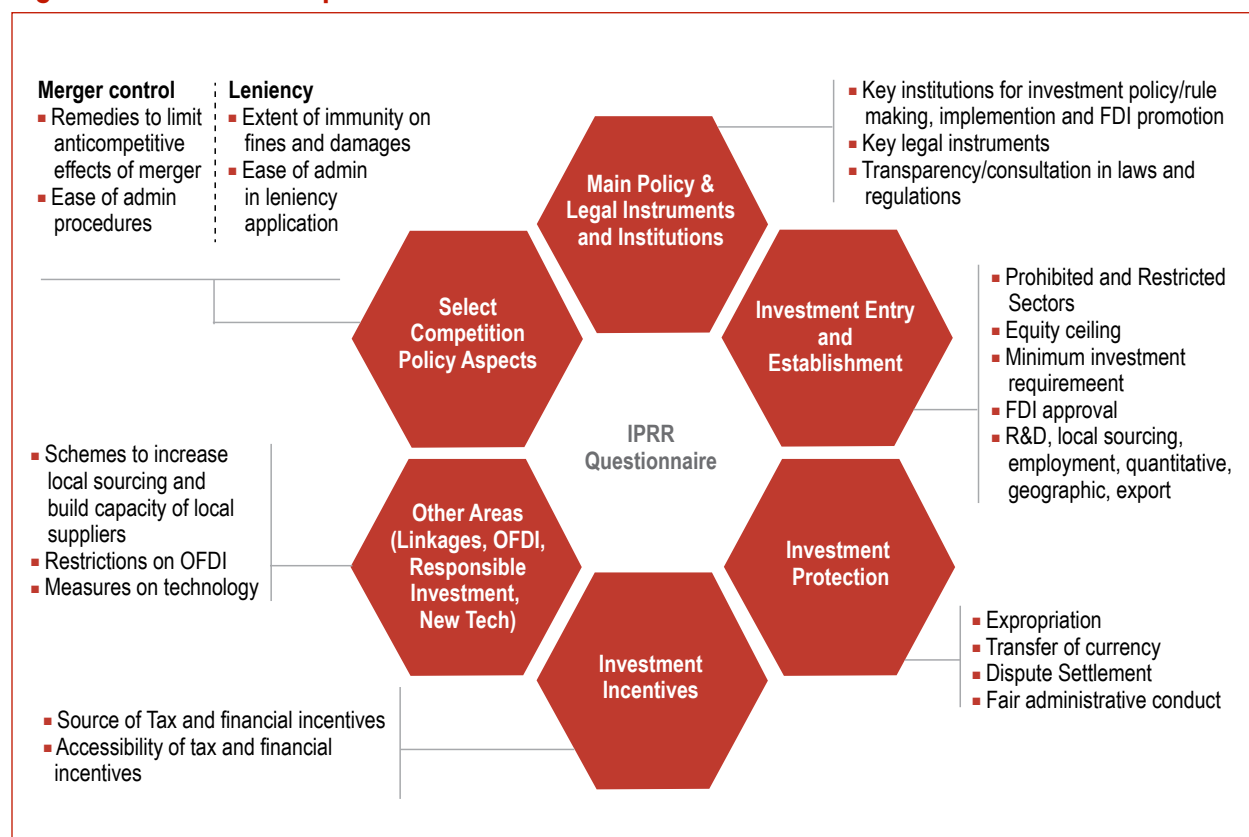 Merger control
▪ Remedies to limit
anticompetitive
effects of merger
▪ Ease of admin
procedures
Leniency
▪ Extent of immunity on
fines and damages
▪ Ease of admin
in leniency
application
▪ Key institutions for investment policy/rule
making, implemention and FDI promotion
▪ Key legal instruments
▪ Transparency/consultation in laws and
regulations
Main Policy &
Legal Instruments
and Institutions
Select
Competition
Policy Aspects
Investment Entry
and
Establishment
▪ Prohibited and Restricted
Sectors
▪ Equity ceiling
▪ Minimum investment
requiremeent
▪ FDI approval
▪ R&D, local sourcing,
employment, quantitative,
geographic, export
IPRR
Questionnaire
▪ Schemes to increase
local sourcing and
build capacity of local
suppliers
▪ Restrictions on OFDI
▪ Measures on technology
Other Areas
(Linkages, OFDI,
Responsible
Investment,
New Tech)
Investment
Protection
▪ Expropriation
▪ Transfer of currency
▪ Dispute Settlement
▪ Fair administrative conduct
Investment
Incentives
▪ Source of Tax and financial incentives
▪ Accessibility of tax and financial
incentives